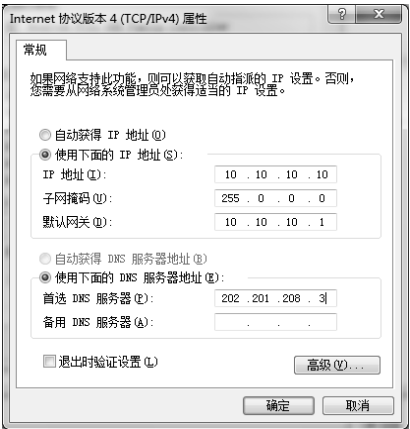 Internet 协议版本 4 (TCP/IPv4) 属性
常规
如果网络支持此功能，则可以获取自动指派的 IP 设置。否则，
您需要从网络系统管理员处获得适当的 IP 设置。
自动获得 IP 地址(O)
使用下面的 IP 地址(S):
IP 地址(I): 10 . 10 . 10 . 10
子网掩码(U): 255 . 0 . 0 . 0
默认网关(D): 10 . 10 . 10 . 1
自动获得 DNS 服务器地址(B)
使用下面的 DNS 服务器地址(E):
首选 DNS 服务器(P): 202 .201 .208 . 3
备用 DNS 服务器(A): . . .
退出时验证设置(L)
高级(V)...
确定 取消